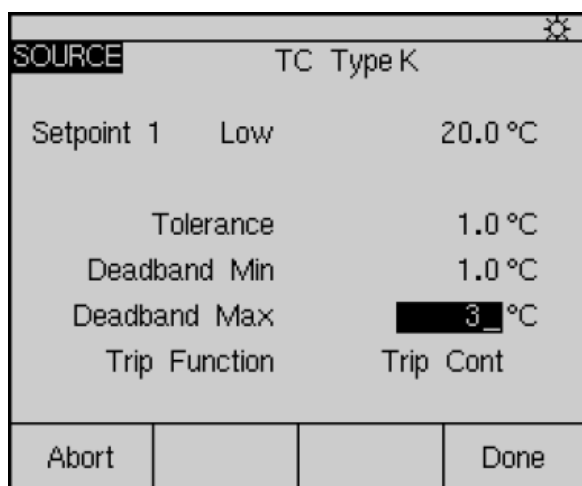 SOURCE TC Type K
Setpoint 1 Low 20.0 °C
Tolerance 1.0 °C
Deadband Min 1.0 °C
Deadband Max 3_ °C
Trip Function Trip Cont
Abort Done